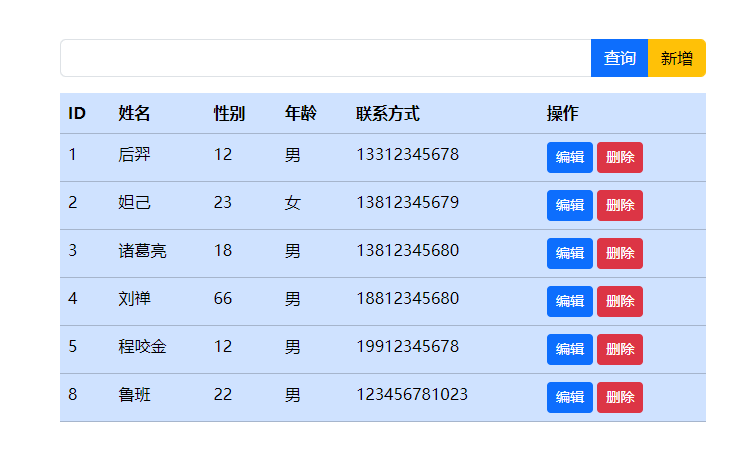 查询 新增
ID 姓名 性别 年龄 联系方式 操作
1 后羿 12 男 13312345678 编辑 删除
2 妲己 23 女 13812345679 编辑 删除
3 诸葛亮 18 男 13812345680 编辑 删除
4 刘禅 66 男 18812345680 编辑 删除
5 程咬金 12 男 19912345678 编辑 删除
8 鲁班 22 男 123456781023 编辑 删除